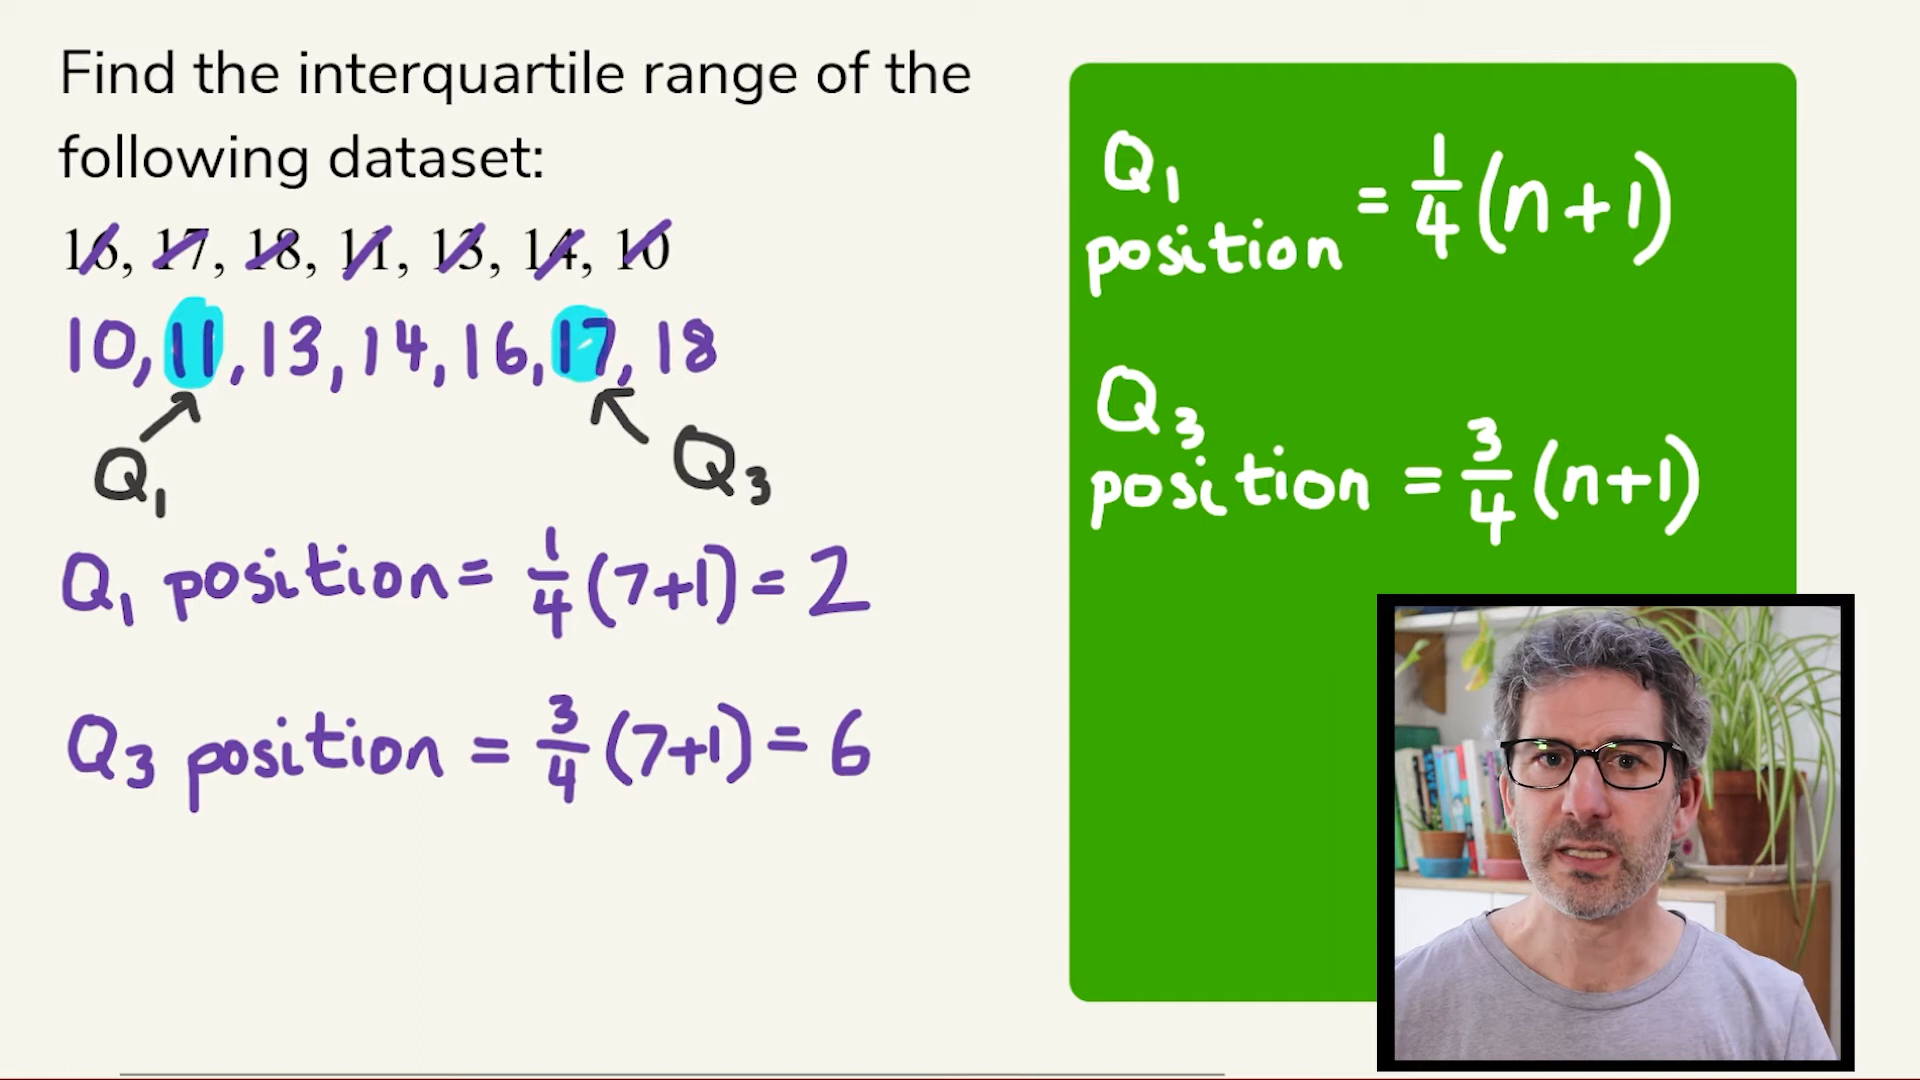 Find the interquartile range of the
following dataset:
16, 17, 18, 11, 13, 14, 10
10, 11, 13, 14, 16, 17, 18
Q₁
Q₃
Q₁ position = 1/4 (7+1) = 2
Q₃ position = 3/4 (7+1) = 6
Q₁
position = 1/4 (n+1)
Q₃
position = 3/4 (n+1)